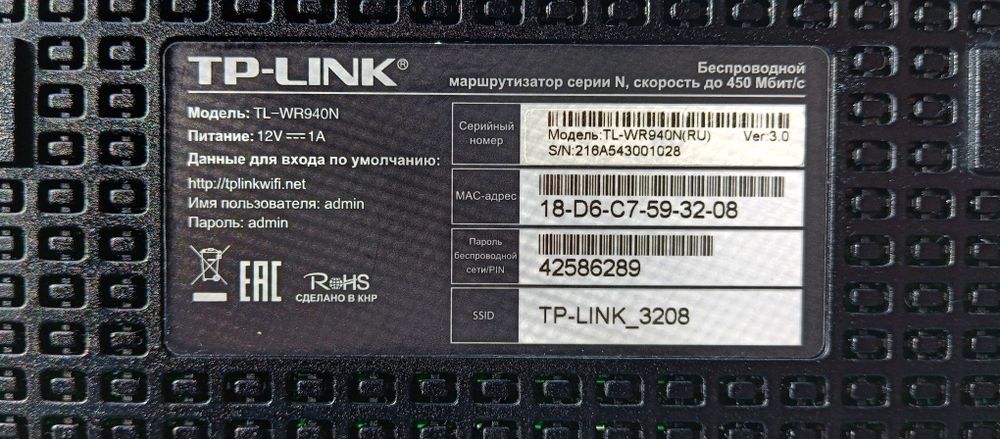 TP-LINK®
Беспроводной
маршрутизатор серии N, скорость до 450 Мбит/с
Модель: TL-WR940N
Питание: 12V⎓1A
Данные для входа по умолчанию:
http://tplinkwifi.net
Имя пользователя: admin
Пароль: admin
EAC
RoHS
СДЕЛАНО В КНР
Серийный
номер
Модель:TL-WR940N(RU) Ver:3.0
S/N:216A543001028
MAC-адрес
18-D6-C7-59-32-08
Пароль
беспроводной
сети/PIN
42586289
SSID
TP-LINK_3208